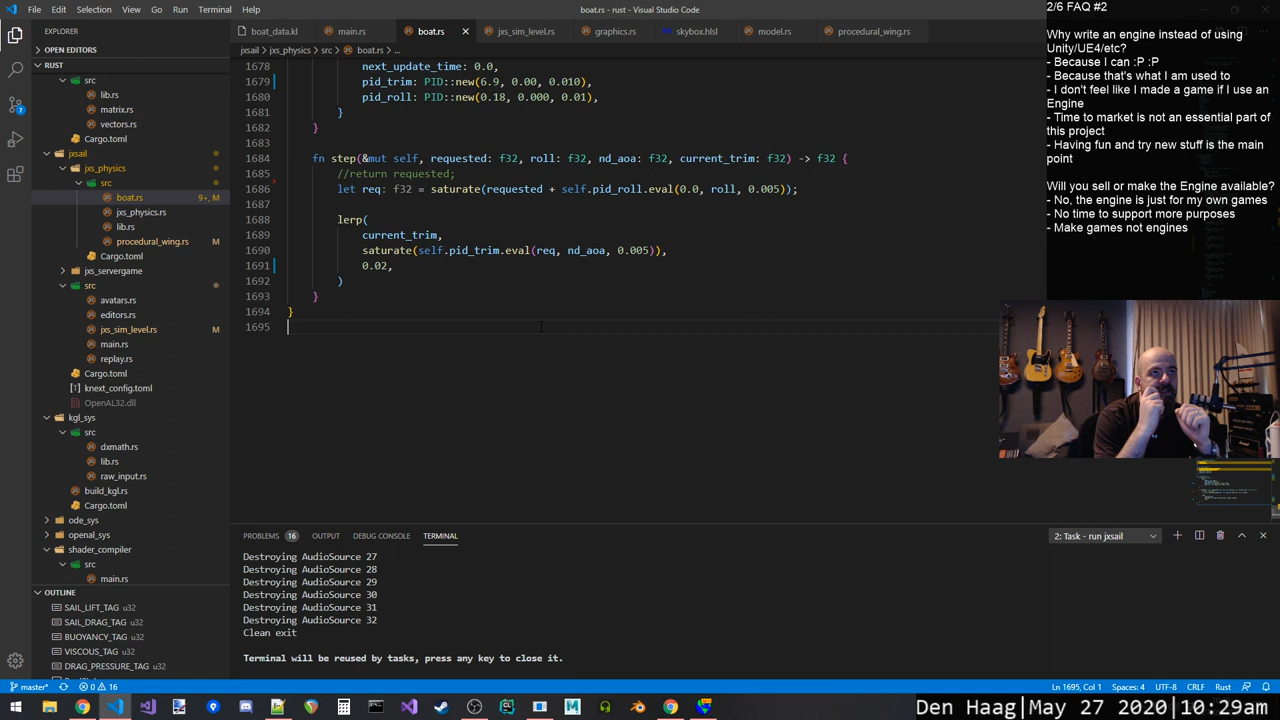 File Edit Selection View Go Run Terminal Help
boat.rs - rust - Visual Studio Code
2/6 FAQ #2
Why write an engine instead of using
Unity/UE4/etc?
- Because I can :P :P
- Because that's what I am used to
- I don't feel like I made a game if I use an
Engine
- Time to market is not an essential part of
this project
- Having fun and try new stuff is the main
point
Will you sell or make the Engine available?
- No, the engine is just for my own games
- No time to support more purposes
- Make games not engines
EXPLORER
OPEN EDITORS
RUST
src
lib.rs
matrix.rs
vectors.rs
Cargo.toml
jxsail
jxs_physics
src
boat.rs 9+, M
jxs_physics.rs
lib.rs
procedural_wing.rs M
Cargo.toml
jxs_servergame
src
avatars.rs
editors.rs
jxs_sim_level.rs M
main.rs
replay.rs
Cargo.toml
knext_config.toml
OpenAL32.dll
kgl_sys
src
dxmath.rs
lib.rs
raw_input.rs
build_kgl.rs
Cargo.toml
ode_sys
openal_sys
shader_compiler
src
main.rs
OUTLINE
SAIL_LIFT_TAG u32
SAIL_DRAG_TAG u32
BUOYANCY_TAG u32
VISCOUS_TAG u32
DRAG_PRESSURE_TAG u32
7
boat_data.kl main.rs boat.rs jxs_sim_level.rs graphics.rs skybox.hlsl model.rs procedural_wing.rs
jxsail > jxs_physics > src > boat.rs > ...
1678 next_update_time: 0.0,
1679 pid_trim: PID::new(6.9, 0.00, 0.010),
1680 pid_roll: PID::new(0.18, 0.000, 0.01),
1681 }
1682 }
1683
1684 fn step(&mut self, requested: f32, roll: f32, nd_aoa: f32, current_trim: f32) -> f32 {
1685 //return requested;
1686 let req: f32 = saturate(requested + self.pid_roll.eval(0.0, roll, 0.005));
1687
1688 lerp(
1689 current_trim,
1690 saturate(self.pid_trim.eval(req, nd_aoa, 0.005)),
1691 0.02,
1692 )
1693 }
1694 }
1695
PROBLEMS 16 OUTPUT DEBUG CONSOLE TERMINAL
2: Task - run jxsail
Destroying AudioSource 27
Destroying AudioSource 28
Destroying AudioSource 29
Destroying AudioSource 30
Destroying AudioSource 31
Destroying AudioSource 32
Clean exit
Terminal will be reused by tasks, press any key to close it.
master* 0 16
Ln 1695, Col 1 Spaces: 4 UTF-8 CRLF Rust
Den Haag|May 27 2020|10:29am